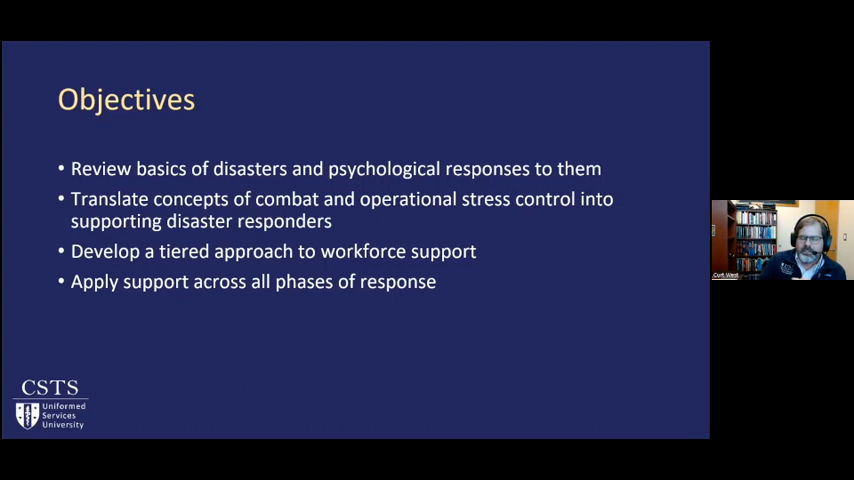 Objectives
• Review basics of disasters and psychological responses to them
• Translate concepts of combat and operational stress control into
supporting disaster responders
• Develop a tiered approach to workforce support
• Apply support across all phases of response
CSTS
Uniformed
Services
University
Curt West